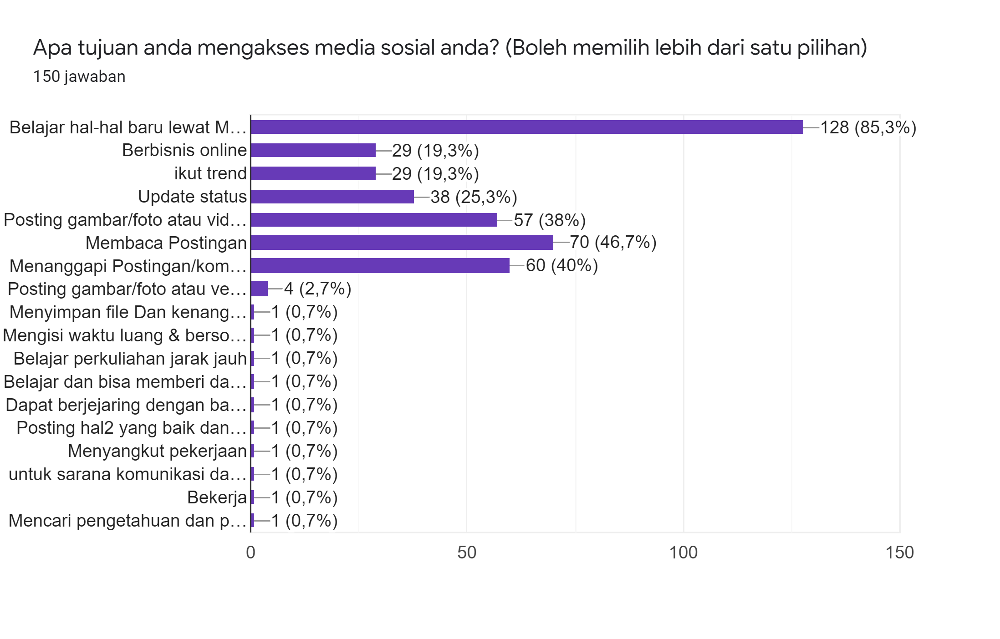 Apa tujuan anda mengakses media sosial anda? (Boleh memilih lebih dari satu pilihan)
150 jawaban
Belajar hal-hal baru lewat M… 128 (85,3%)
Berbisnis online 29 (19,3%)
ikut trend 29 (19,3%)
Update status 38 (25,3%)
Posting gambar/foto atau vid… 57 (38%)
Membaca Postingan 70 (46,7%)
Menanggapi Postingan/kom… 60 (40%)
Posting gambar/foto atau ve… 4 (2,7%)
Menyimpan file Dan kenang… 1 (0,7%)
Mengisi waktu luang & berso… 1 (0,7%)
Belajar perkuliahan jarak jauh 1 (0,7%)
Belajar dan bisa memberi da… 1 (0,7%)
Dapat berjejaring dengan ba… 1 (0,7%)
Posting hal2 yang baik dan… 1 (0,7%)
Menyangkut pekerjaan 1 (0,7%)
untuk sarana komunikasi da… 1 (0,7%)
Bekerja 1 (0,7%)
Mencari pengetahuan dan p… 1 (0,7%)
0 50 100 150